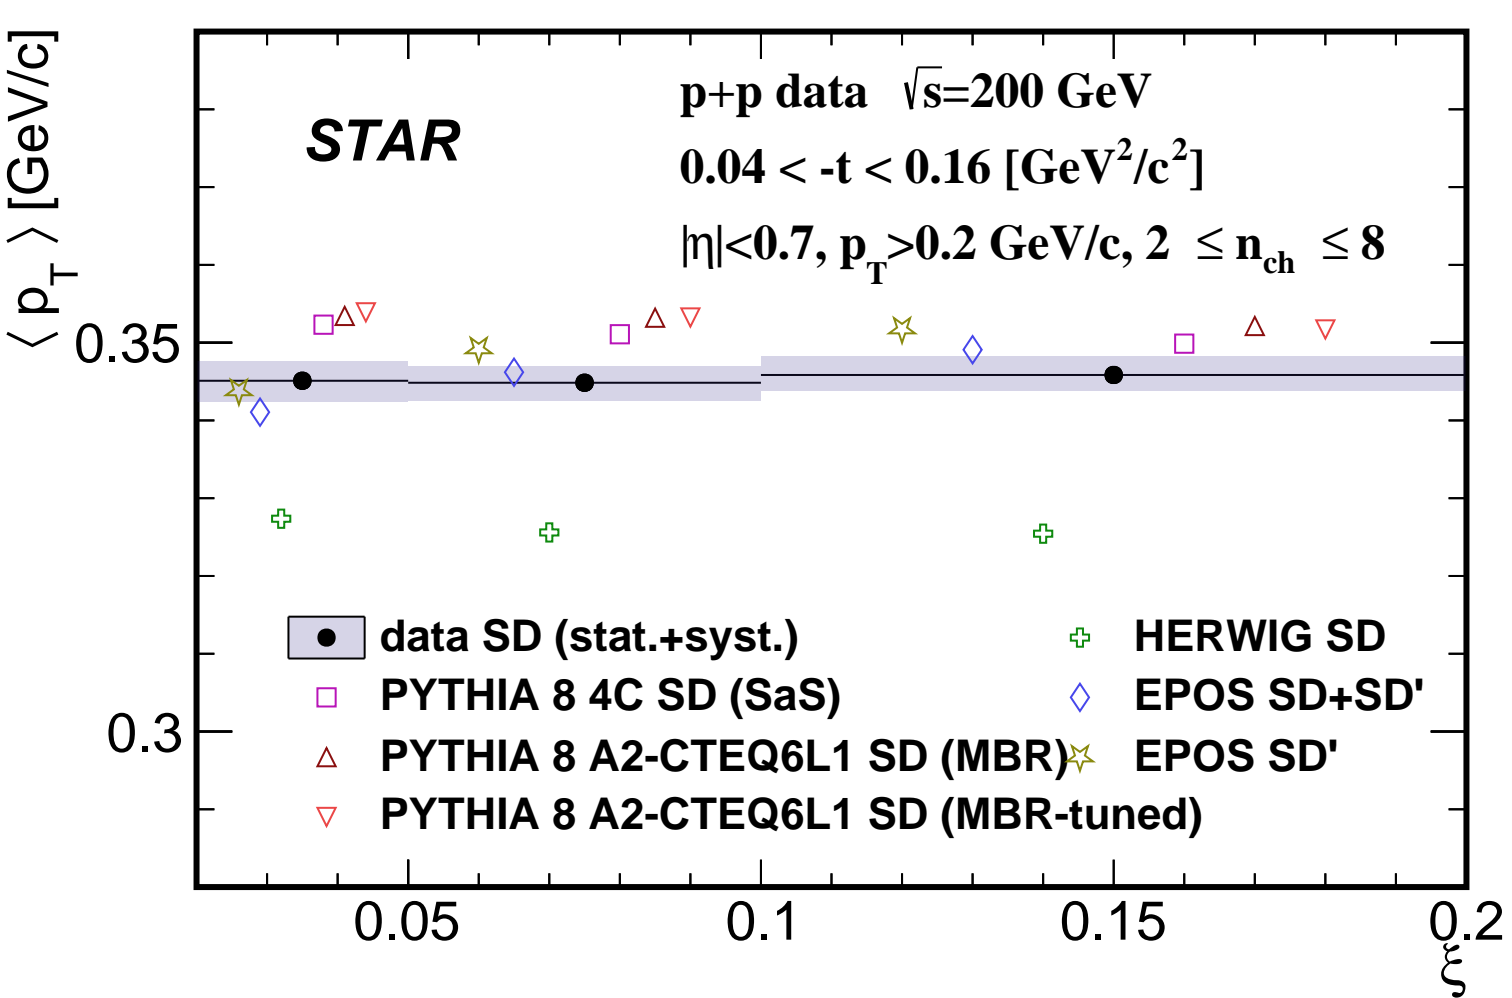 ⟨ p_T ⟩ [GeV/c]
STAR
p+p data √s=200 GeV
0.04 < -t < 0.16 [GeV²/c²]
|η|<0.7, p_T>0.2 GeV/c, 2 ≤ n_ch ≤ 8
0.35
0.3
data SD (stat.+syst.)
PYTHIA 8 4C SD (SaS)
PYTHIA 8 A2-CTEQ6L1 SD (MBR)
PYTHIA 8 A2-CTEQ6L1 SD (MBR-tuned)
HERWIG SD
EPOS SD+SD'
EPOS SD'
0.05 0.1 0.15 0.2
ξ